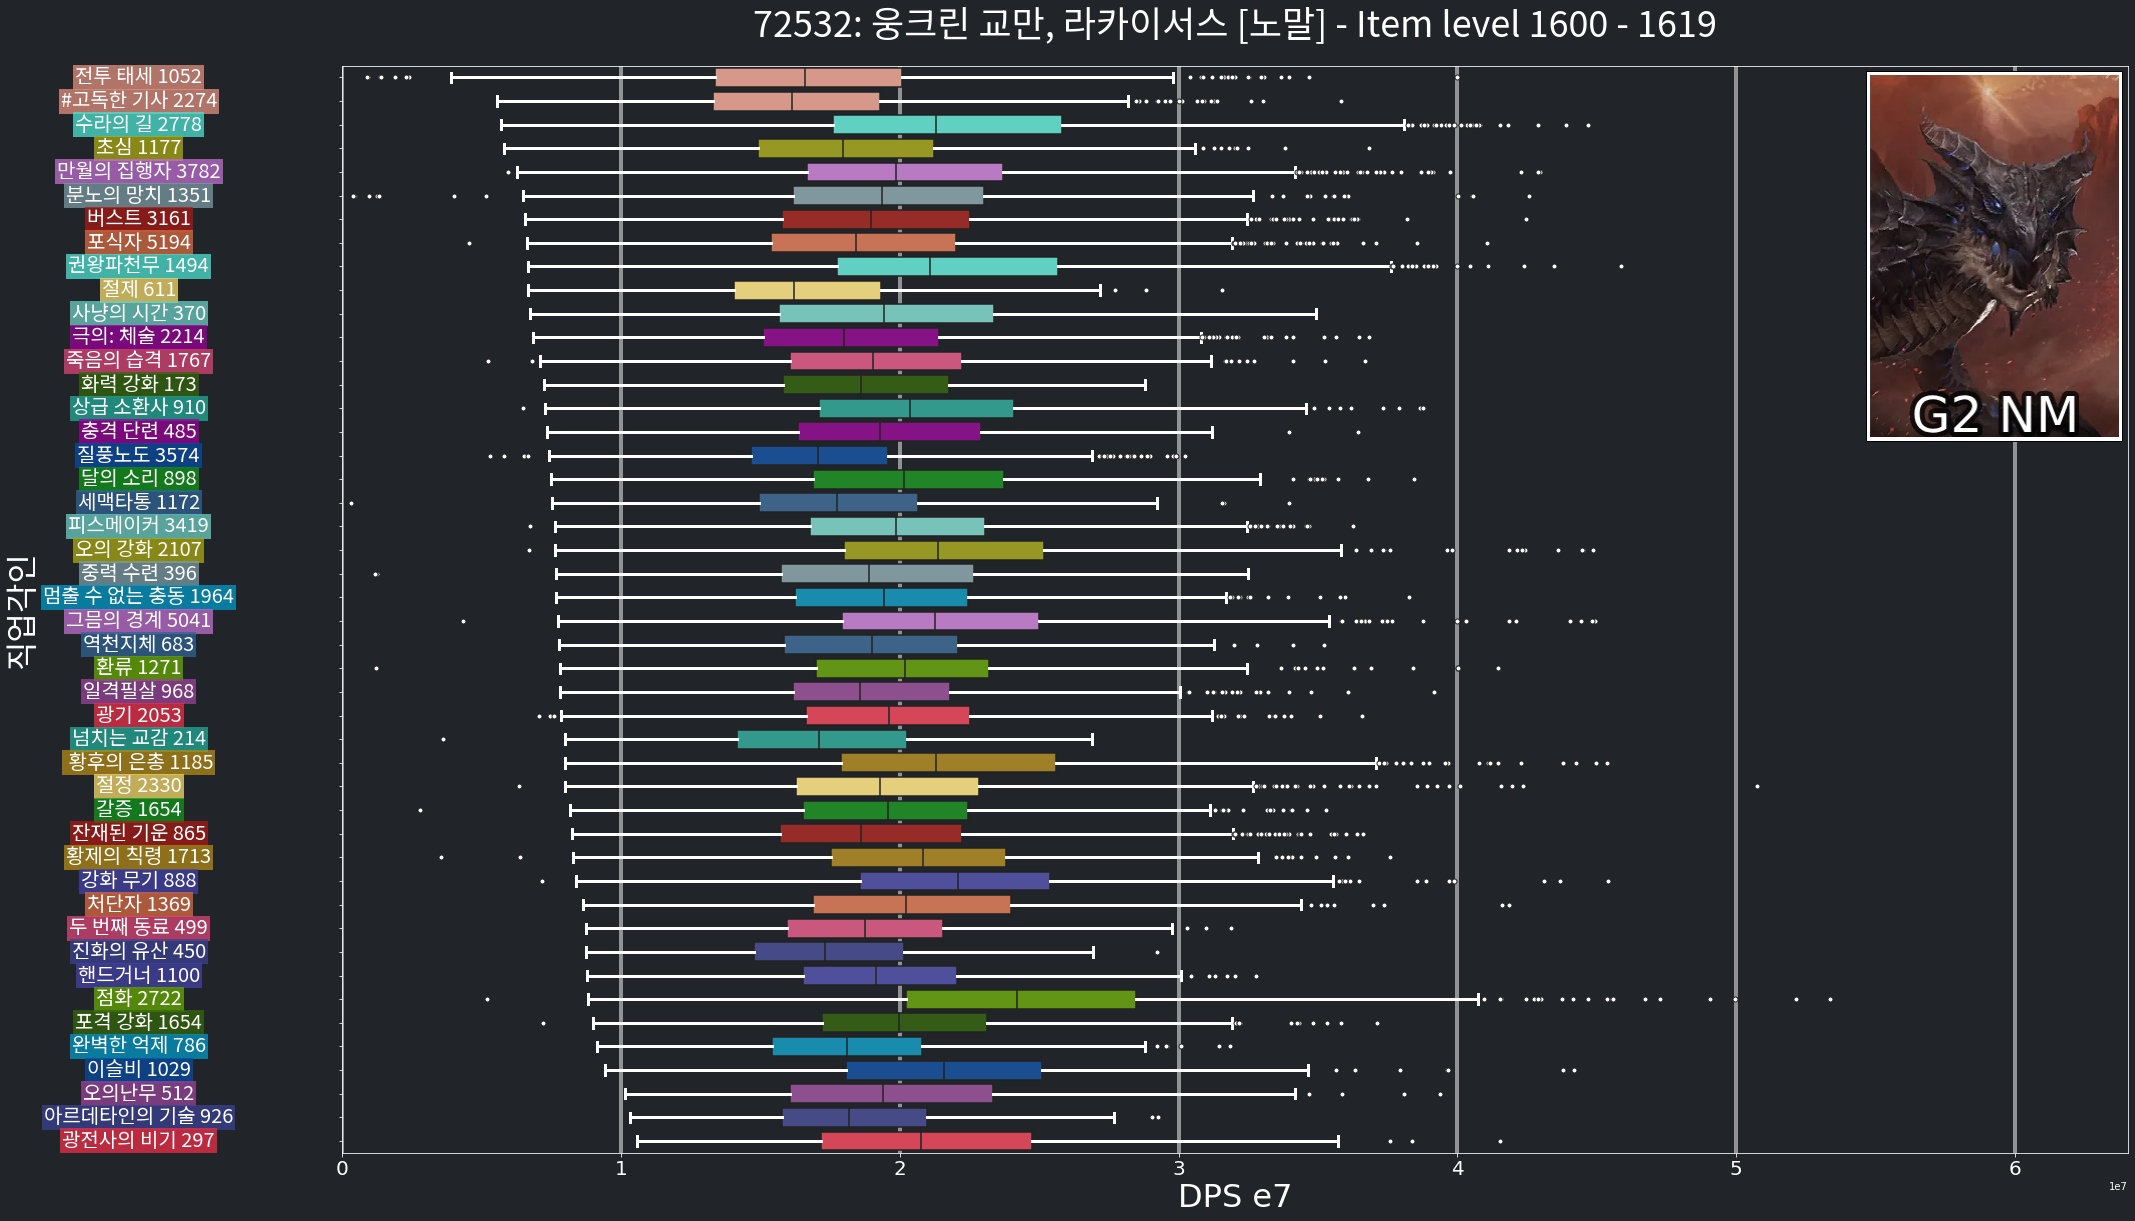 72532: 웅크린 교만, 라카이서스 [노말] - Item level 1600 - 1619
전투 태세 1052
#고독한 기사 2274
수라의 길 2778
초심 1177
만월의 집행자 3782
분노의 망치 1351
버스트 3161
포식자 5194
권왕파천무 1494
절제 611
사냥의 시간 370
극의: 체술 2214
죽음의 습격 1767
화력 강화 173
상급 소환사 910
충격 단련 485
질풍노도 3574
달의 소리 898
세맥타통 1172
피스메이커 3419
오의 강화 2107
중력 수련 396
멈출 수 없는 충동 1964
그믐의 경계 5041
역천지체 683
환류 1271
일격필살 968
광기 2053
넘치는 교감 214
황후의 은총 1185
절정 2330
갈증 1654
잔재된 기운 865
황제의 칙령 1713
강화 무기 888
처단자 1369
두 번째 동료 499
진화의 유산 450
핸드거너 1100
점화 2722
포격 강화 1654
완벽한 억제 786
이슬비 1029
오의난무 512
아르데타인의 기술 926
광전사의 비기 297
직업각인
G2 NM
0 1 2 3 4 5 6
DPS e7
1e7